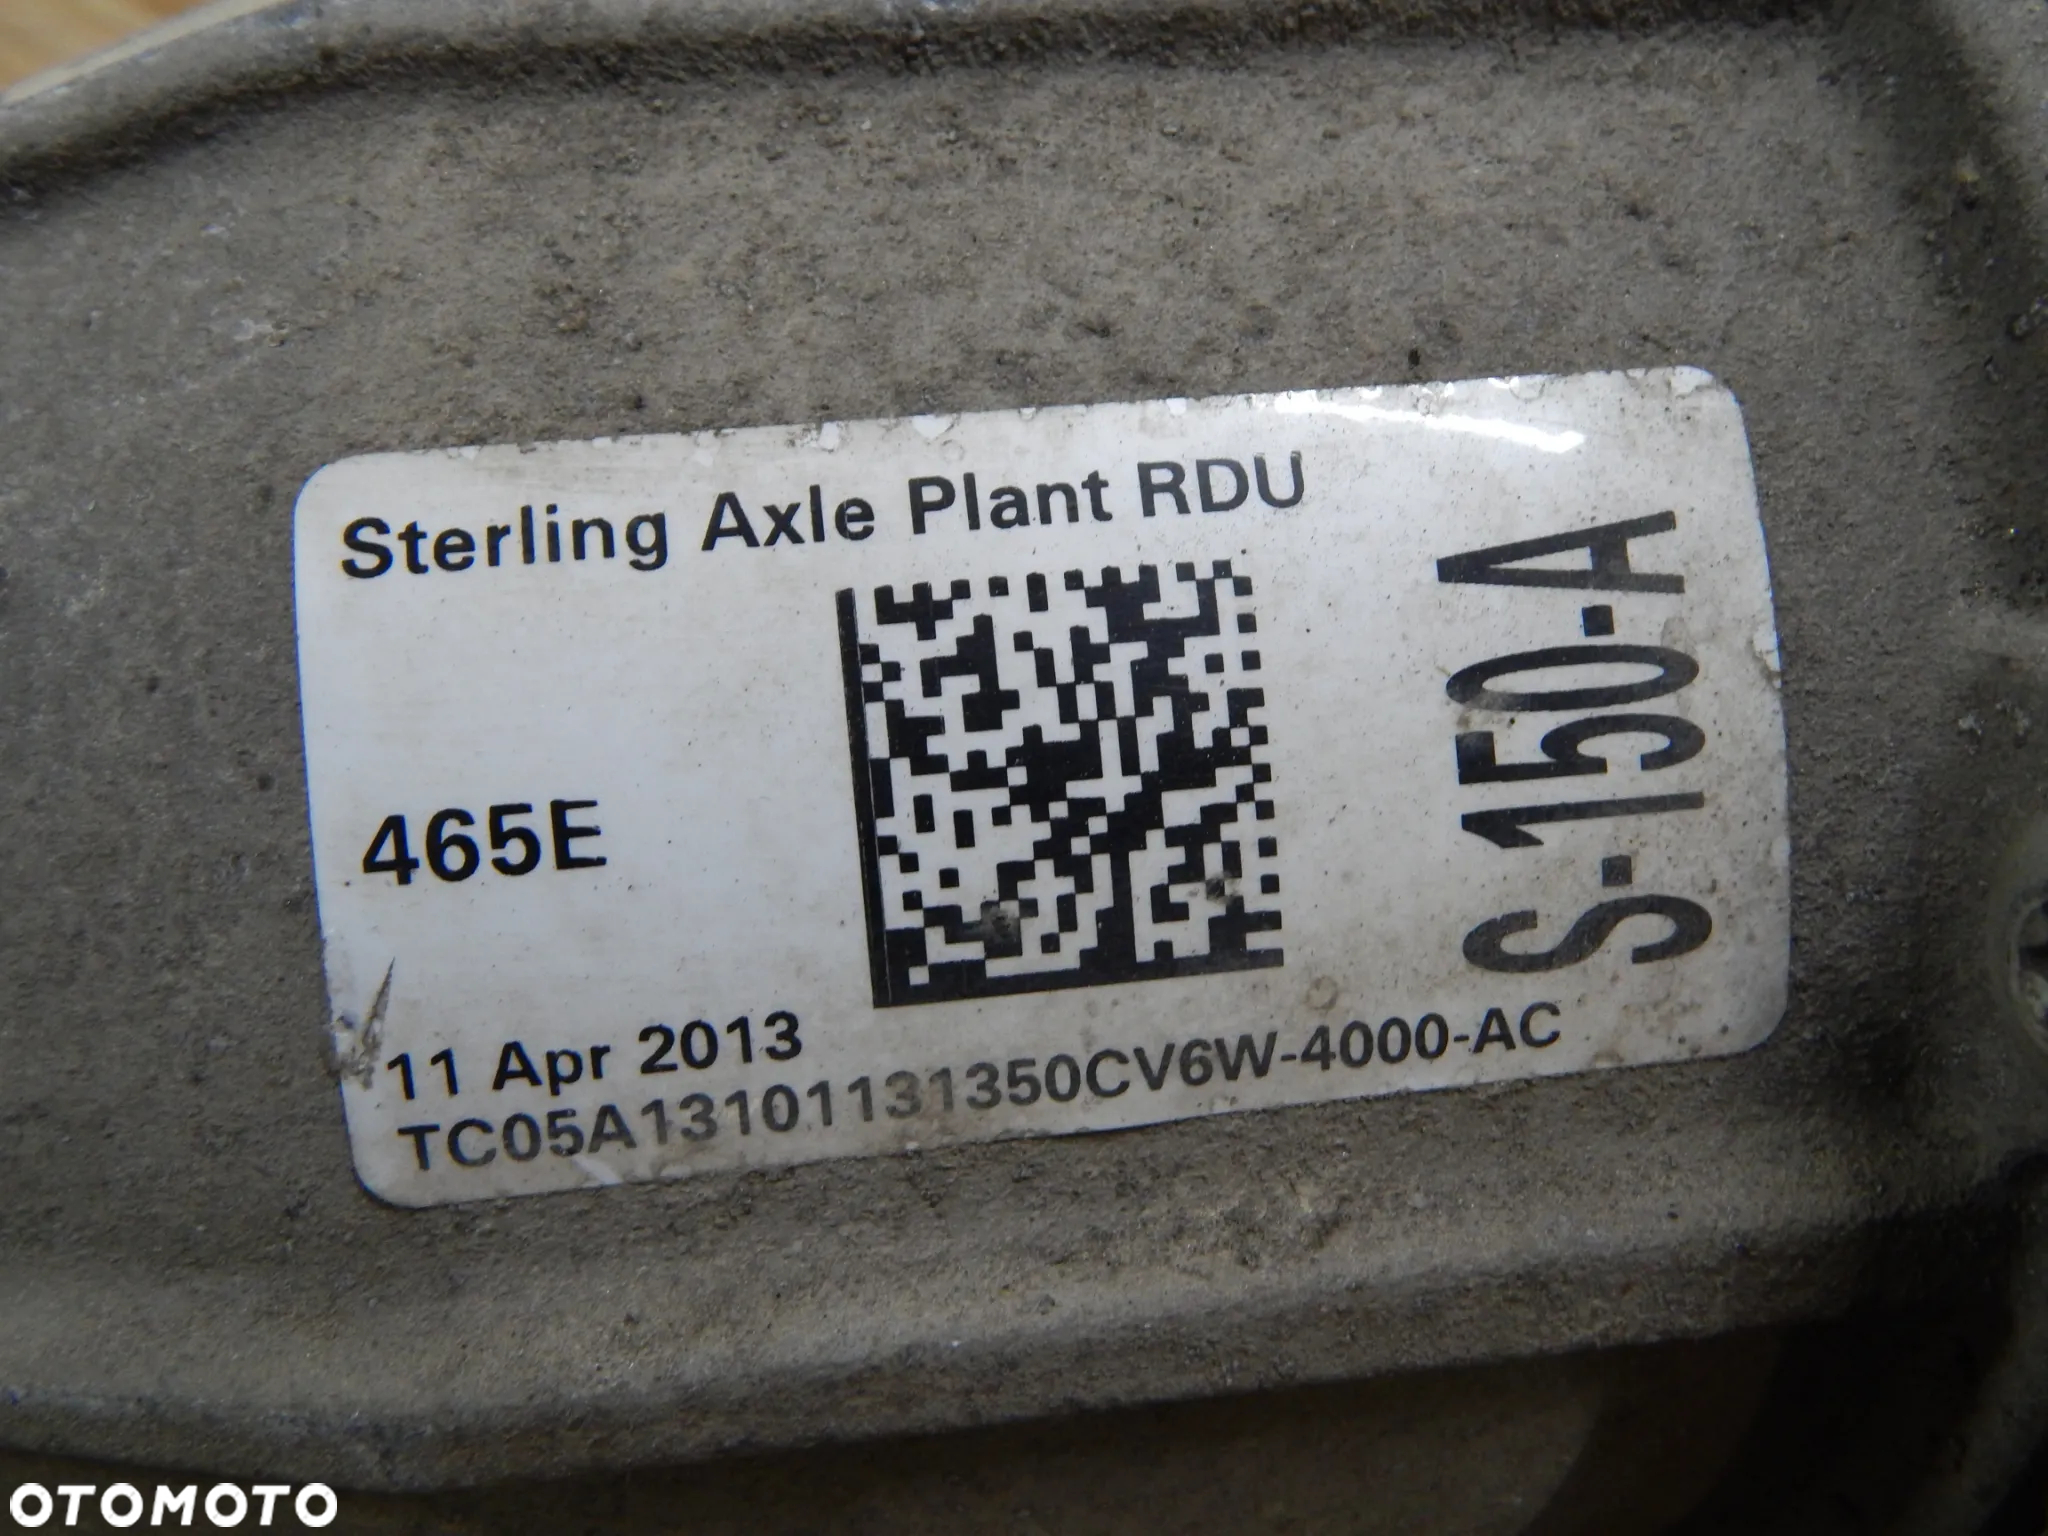 Sterling Axle Plant RDU
465E
S-150-A
11 Apr 2013
TC05A13101131350CV6W-4000-AC
OTOMOTO